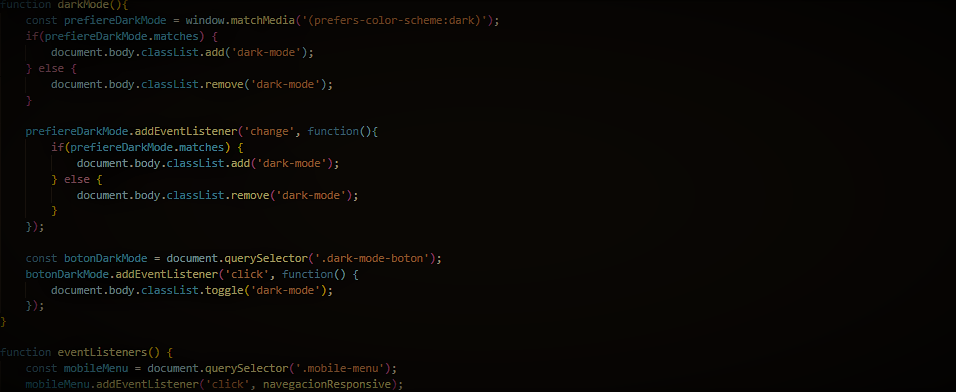 function darkMode(){
    const prefiereDarkMode = window.matchMedia('(prefers-color-scheme:dark)');
    if(prefiereDarkMode.matches) {
        document.body.classList.add('dark-mode');
    } else {
        document.body.classList.remove('dark-mode');
    }

    prefiereDarkMode.addEventListener('change', function(){
        if(prefiereDarkMode.matches) {
            document.body.classList.add('dark-mode');
        } else {
            document.body.classList.remove('dark-mode');
        }
    });

    const botonDarkMode = document.querySelector('.dark-mode-boton');
    botonDarkMode.addEventListener('click', function() {
        document.body.classList.toggle('dark-mode');
    });
}

function eventListeners() {
    const mobileMenu = document.querySelector('.mobile-menu');
    mobileMenu.addEventListener('click', navegacionResponsive);